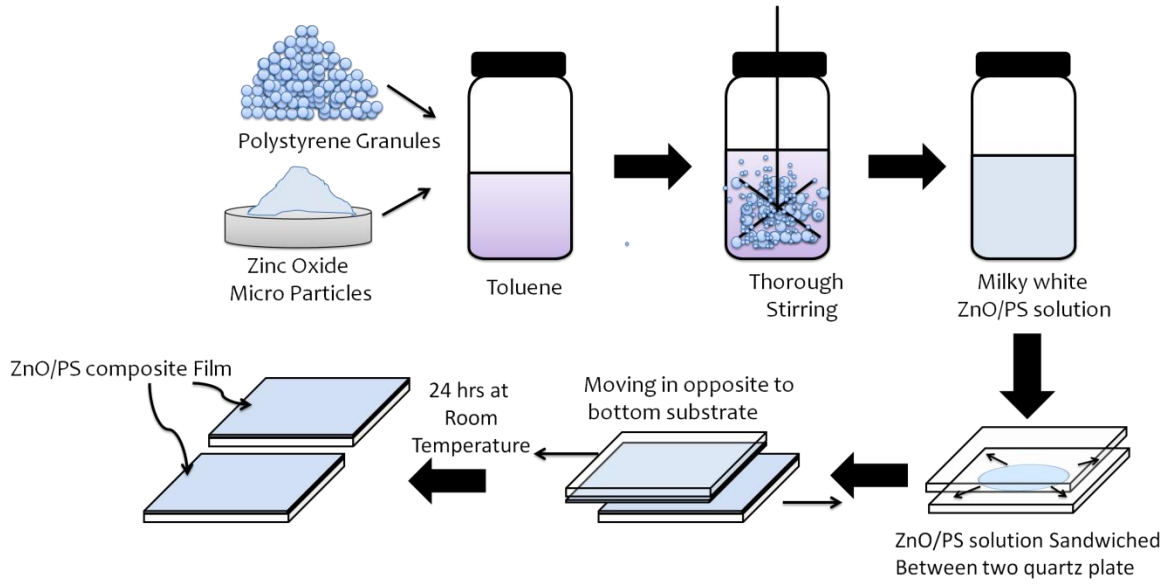 Polystyrene Granules
Zinc Oxide
Micro Particles
Toluene
Thorough
Stirring
Milky white
ZnO/PS solution
ZnO/PS solution Sandwiched
Between two quartz plate
Moving in opposite to
bottom substrate
24 hrs at
Room
Temperature
ZnO/PS composite Film